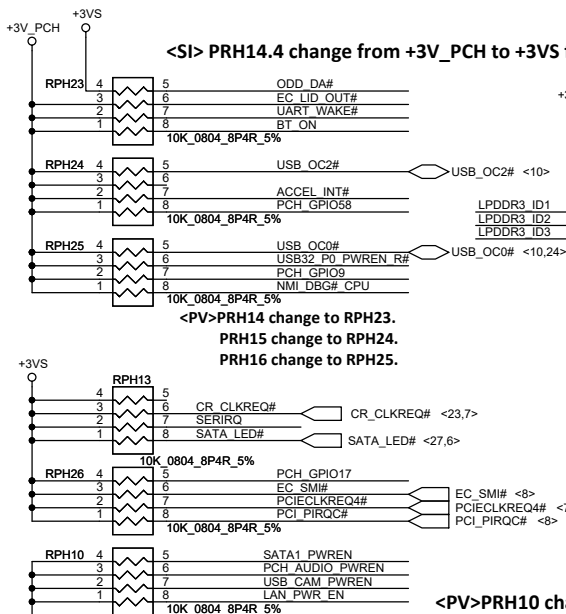 +3VS
+3V_PCH
<SI> PRH14.4 change from +3V_PCH to +3VS
RPH23 4 5 ODD_DA#
3 6 EC_LID_OUT#
2 7 UART_WAKE#
1 8 BT_ON
10K_0804_8P4R_5%
RPH24 4 5 USB_OC2# USB_OC2# <10>
3 6
2 7 ACCEL_INT#
1 8 PCH_GPIO58
10K_0804_8P4R_5%
LPDDR3_ID1
LPDDR3_ID2
LPDDR3_ID3
RPH25 4 5 USB_OC0# USB_OC0# <10,24>
3 6 USB32_P0_PWREN_R#
2 7 PCH_GPIO9
1 8 NMI_DBG#_CPU
10K_0804_8P4R_5%
<PV>PRH14 change to RPH23.
PRH15 change to RPH24.
PRH16 change to RPH25.
+3VS
RPH13
4 5
3 6 CR_CLKREQ# CR_CLKREQ# <23,7>
2 7 SERIRQ
1 8 SATA_LED# SATA_LED# <27,6>
10K_0804_8P4R_5%
RPH26 4 5 PCH_GPIO17
3 6 EC_SMI# EC_SMI# <8>
2 7 PCIECLKREQ4# PCIECLKREQ4# <7
1 8 PCI_PIRQC# PCI_PIRQC# <8>
10K_0804_8P4R_5%
RPH10 4 5 SATA1_PWREN
3 6 PCH_AUDIO_PWREN
2 7 USB_CAM_PWREN
1 8 LAN_PWR_EN
10K_0804_8P4R_5%
<PV>PRH10